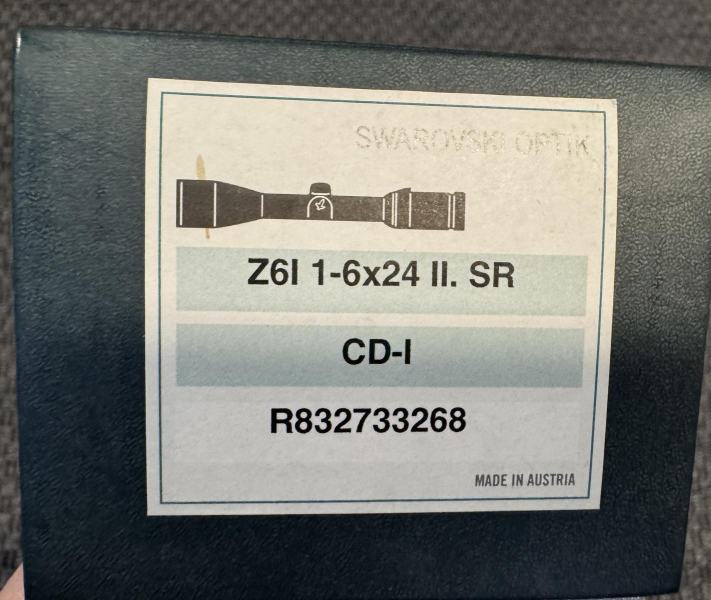 SWAROVSKI OPTIK
Z6I 1-6x24 II. SR
CD-I
R832733268
MADE IN AUSTRIA